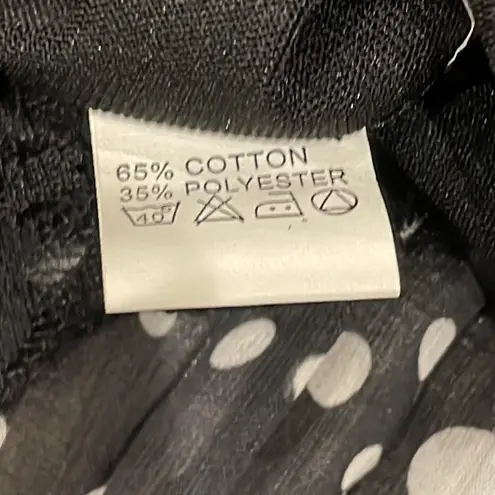 65% COTTON
35% POLYESTER
40°